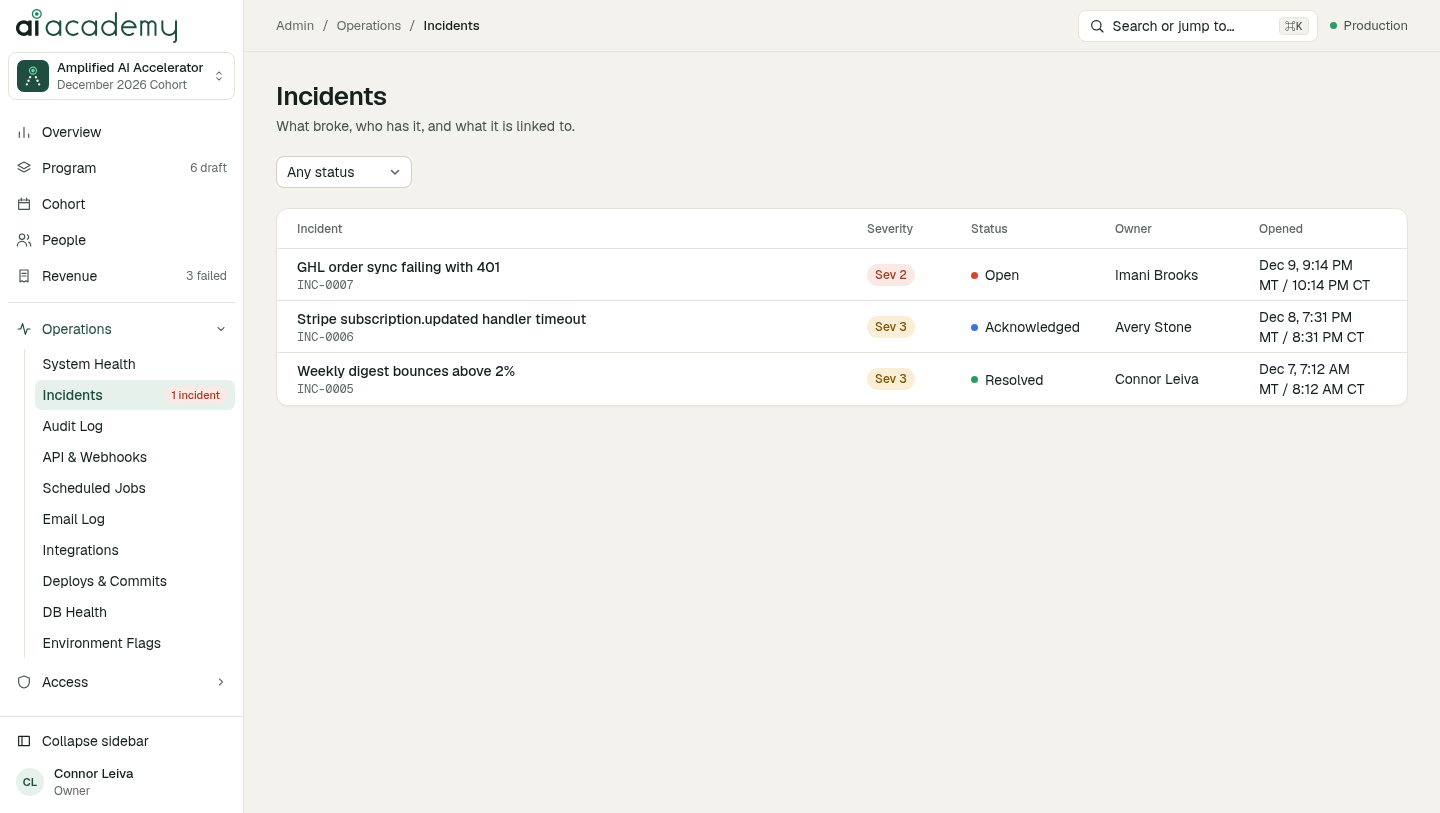 ai academy
Amplified AI Accelerator
December 2026 Cohort
Overview
Program 6 draft
Cohort
People
Revenue 3 failed
Operations
System Health
Incidents 1 incident
Audit Log
API & Webhooks
Scheduled Jobs
Email Log
Integrations
Deploys & Commits
DB Health
Environment Flags
Access
Collapse sidebar
CL
Connor Leiva
Owner
Admin / Operations / Incidents
Search or jump to… ⌘K
Production
Incidents
What broke, who has it, and what it is linked to.
Any status
Incident Severity Status Owner Opened
GHL order sync failing with 401
INC-0007
Sev 2
Open
Imani Brooks
Dec 9, 9:14 PM
MT / 10:14 PM CT
Stripe subscription.updated handler timeout
INC-0006
Sev 3
Acknowledged
Avery Stone
Dec 8, 7:31 PM
MT / 8:31 PM CT
Weekly digest bounces above 2%
INC-0005
Sev 3
Resolved
Connor Leiva
Dec 7, 7:12 AM
MT / 8:12 AM CT